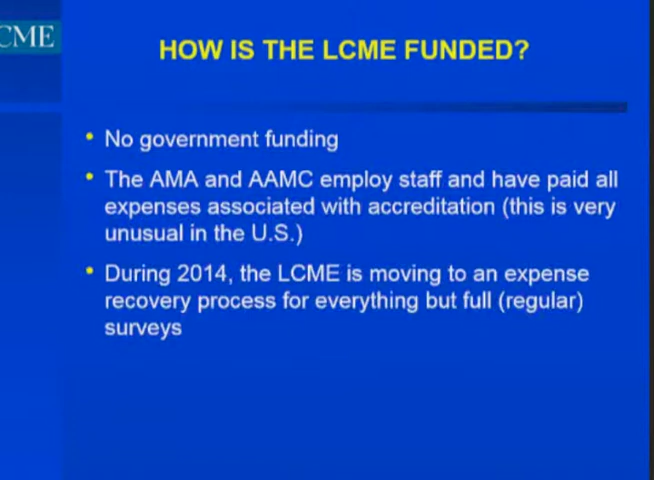 CME
HOW IS THE LCME FUNDED?
• No government funding
• The AMA and AAMC employ staff and have paid all
expenses associated with accreditation (this is very
unusual in the U.S.)
• During 2014, the LCME is moving to an expense
recovery process for everything but full (regular)
surveys